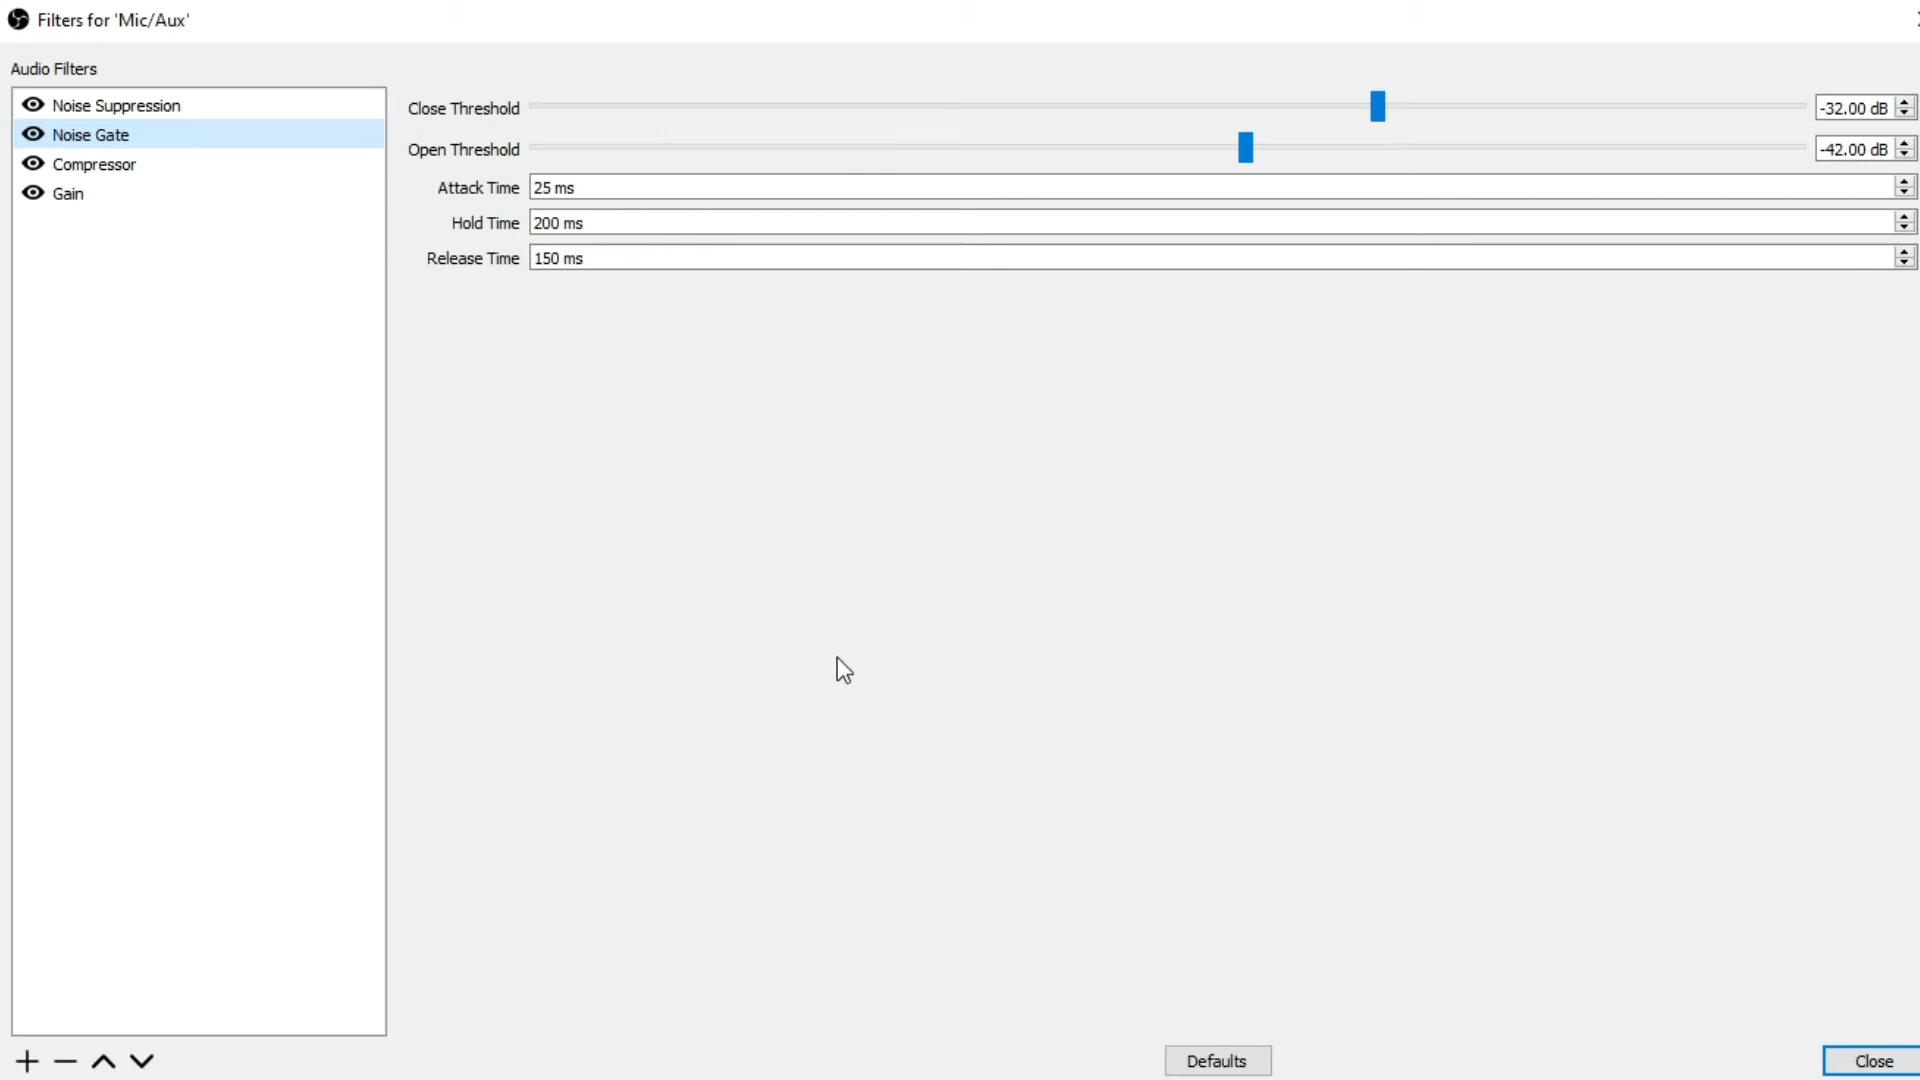 Filters for 'Mic/Aux'
Audio Filters
Noise Suppression
Noise Gate
Compressor
Gain
Close Threshold -32.00 dB
Open Threshold -42.00 dB
Attack Time 25 ms
Hold Time 200 ms
Release Time 150 ms
Defaults
Close